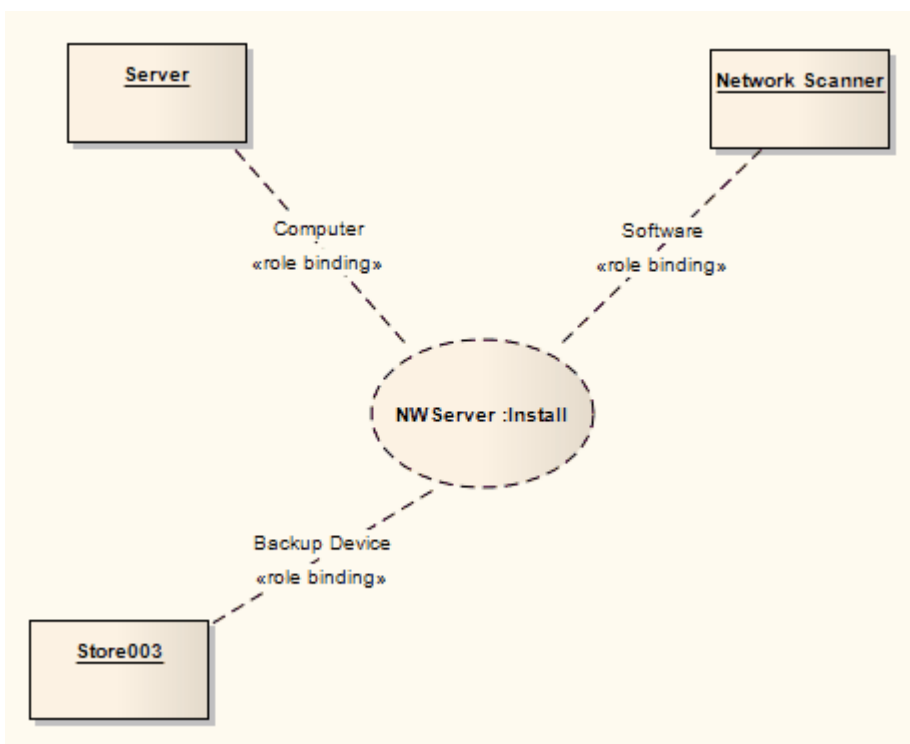 Server
Network Scanner
Computer
«role binding»
Software
«role binding»
NWServer :Install
Backup Device
«role binding»
Store003